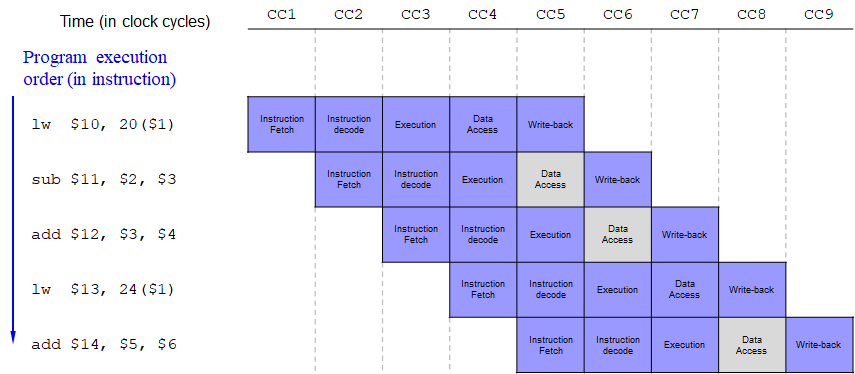 Time (in clock cycles) CC1 CC2 CC3 CC4 CC5 CC6 CC7 CC8 CC9
Program execution
order (in instruction)
lw $10, 20($1)
Instruction
Fetch
Instruction
decode
Execution
Data
Access
Write-back
sub $11, $2, $3
Instruction
Fetch
Instruction
decode
Execution
Data
Access
Write-back
add $12, $3, $4
Instruction
Fetch
Instruction
decode
Execution
Data
Access
Write-back
lw $13, 24($1)
Instruction
Fetch
Instruction
decode
Execution
Data
Access
Write-back
add $14, $5, $6
Instruction
Fetch
Instruction
decode
Execution
Data
Access
Write-back